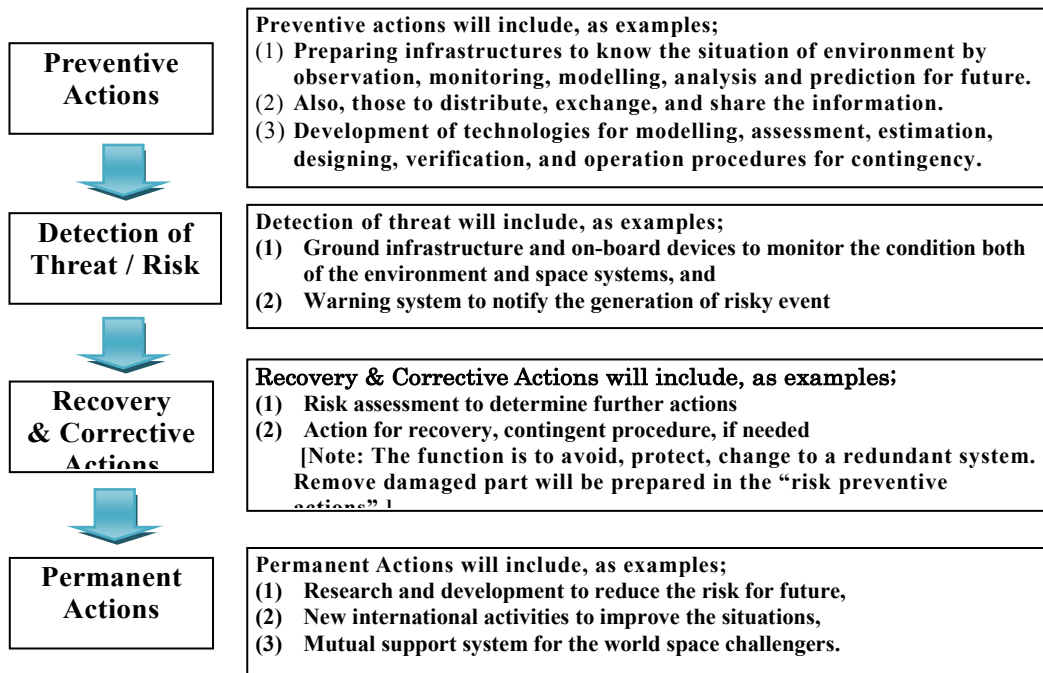 Preventive
Actions
Preventive actions will include, as examples;
(1) Preparing infrastructures to know the situation of environment by
observation, monitoring, modelling, analysis and prediction for future.
(2) Also, those to distribute, exchange, and share the information.
(3) Development of technologies for modelling, assessment, estimation,
designing, verification, and operation procedures for contingency.
Detection of
Threat / Risk
Detection of threat will include, as examples;
(1) Ground infrastructure and on-board devices to monitor the condition both
of the environment and space systems, and
(2) Warning system to notify the generation of risky event
Recovery
& Corrective
Actions
Recovery & Corrective Actions will include, as examples;
(1) Risk assessment to determine further actions
(2) Action for recovery, contingent procedure, if needed
[Note: The function is to avoid, protect, change to a redundant system.
Remove damaged part will be prepared in the “risk preventive
actions”.]
Permanent
Actions
Permanent Actions will include, as examples;
(1) Research and development to reduce the risk for future,
(2) New international activities to improve the situations,
(3) Mutual support system for the world space challengers.